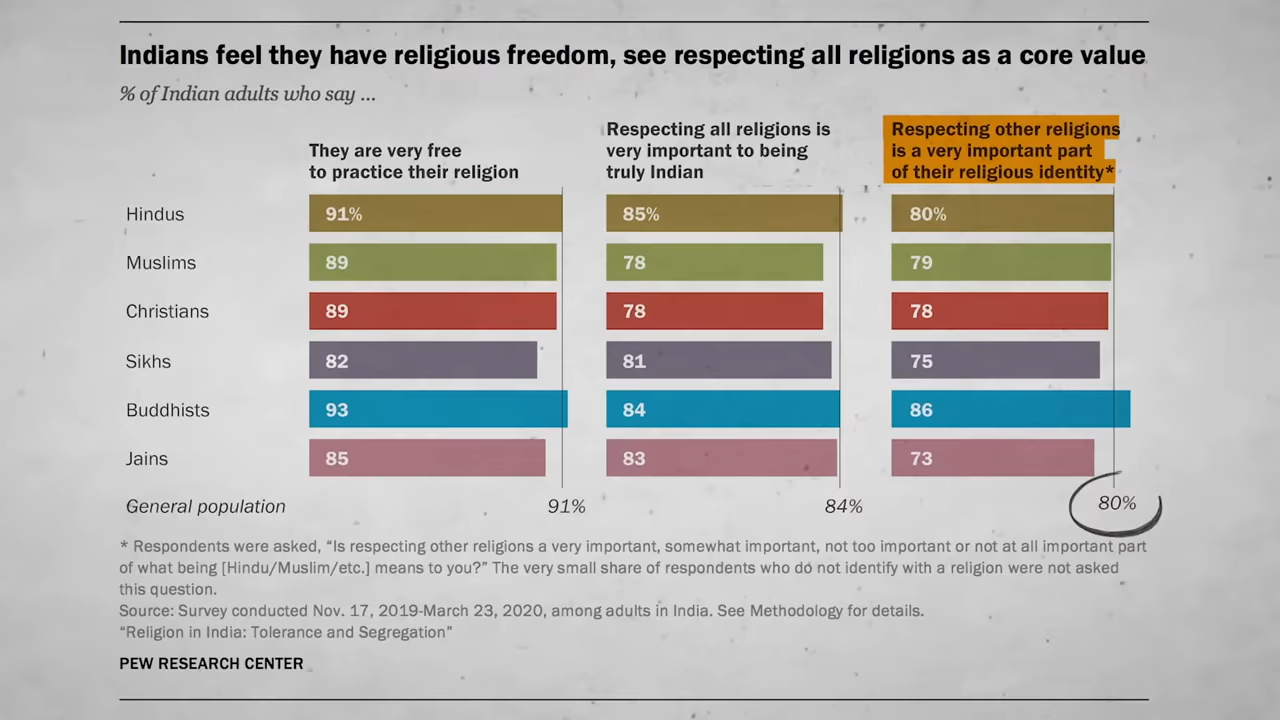 Indians feel they have religious freedom, see respecting all religions as a core value
% of Indian adults who say ...
They are very free
to practice their religion
Respecting all religions is
very important to being
truly Indian
Respecting other religions
is a very important part
of their religious identity*
Hindus 91% 85% 80%
Muslims 89 78 79
Christians 89 78 78
Sikhs 82 81 75
Buddhists 93 84 86
Jains 85 83 73
General population 91% 84% 80%
* Respondents were asked, “Is respecting other religions a very important, somewhat important, not too important or not at all important part
of what being [Hindu/Muslim/etc.] means to you?” The very small share of respondents who do not identify with a religion were not asked
this question.
Source: Survey conducted Nov. 17, 2019-March 23, 2020, among adults in India. See Methodology for details.
“Religion in India: Tolerance and Segregation”
PEW RESEARCH CENTER